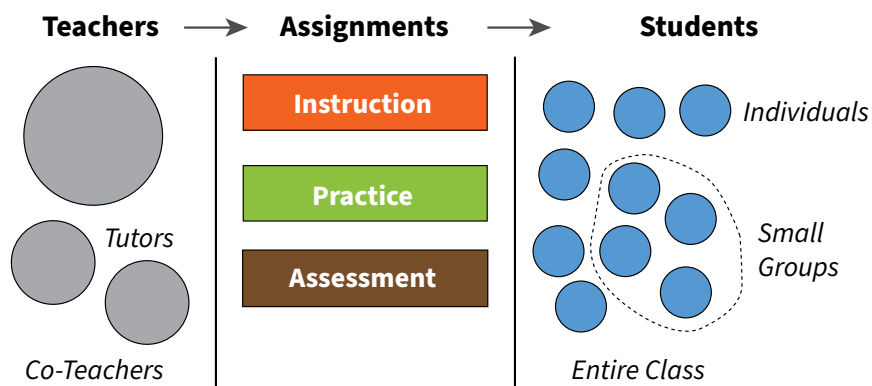 Teachers
Assignments
Students
Instruction
Practice
Assessment
Tutors
Co-Teachers
Individuals
Small
Groups
Entire Class